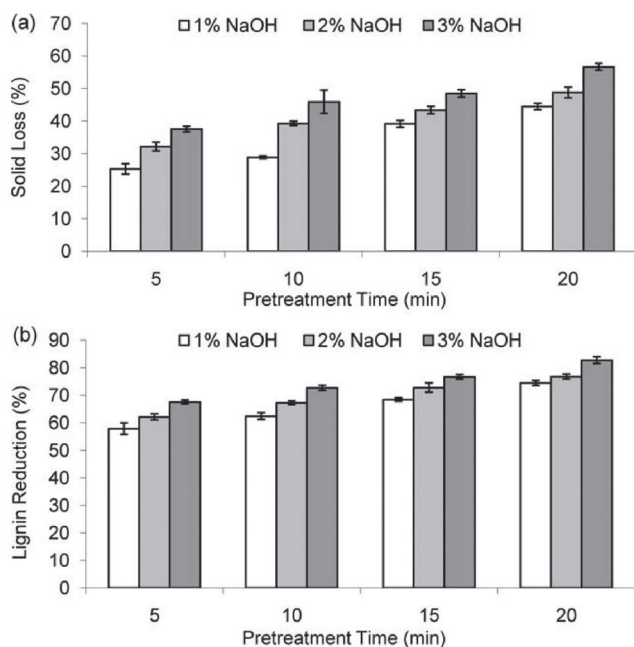 (a)
1% NaOH 2% NaOH 3% NaOH
Solid Loss (%)
70
60
50
40
30
20
10
0
5 10 15 20
Pretreatment Time (min)
(b)
1% NaOH 2% NaOH 3% NaOH
Lignin Reduction (%)
90
80
70
60
50
40
30
20
10
0
5 10 15 20
Pretreatment Time (min)